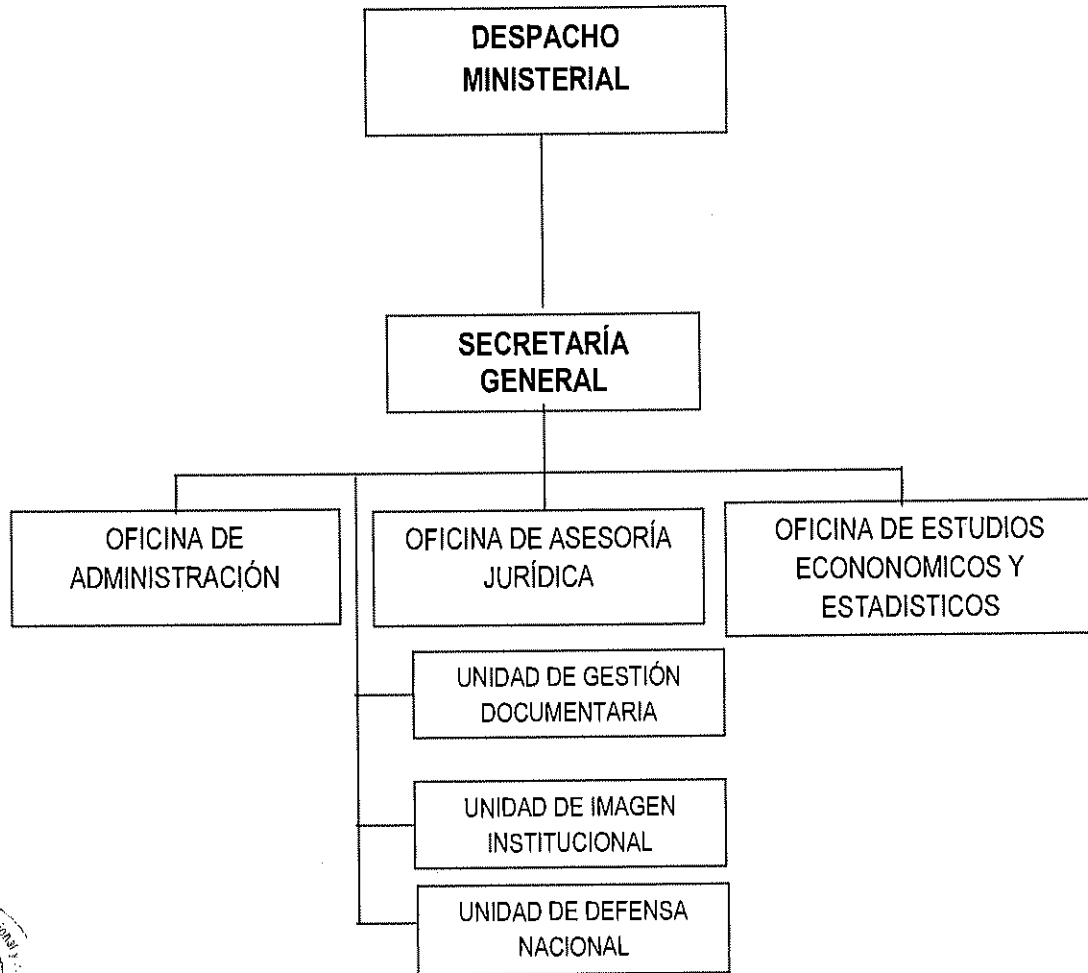 DESPACHO
MINISTERIAL
SECRETARÍA
GENERAL
OFICINA DE
ADMINISTRACIÓN
OFICINA DE ASESORÍA
JURÍDICA
OFICINA DE ESTUDIOS
ECONONOMICOS Y
ESTADISTICOS
UNIDAD DE GESTIÓN
DOCUMENTARIA
UNIDAD DE IMAGEN
INSTITUCIONAL
UNIDAD DE DEFENSA
NACIONAL